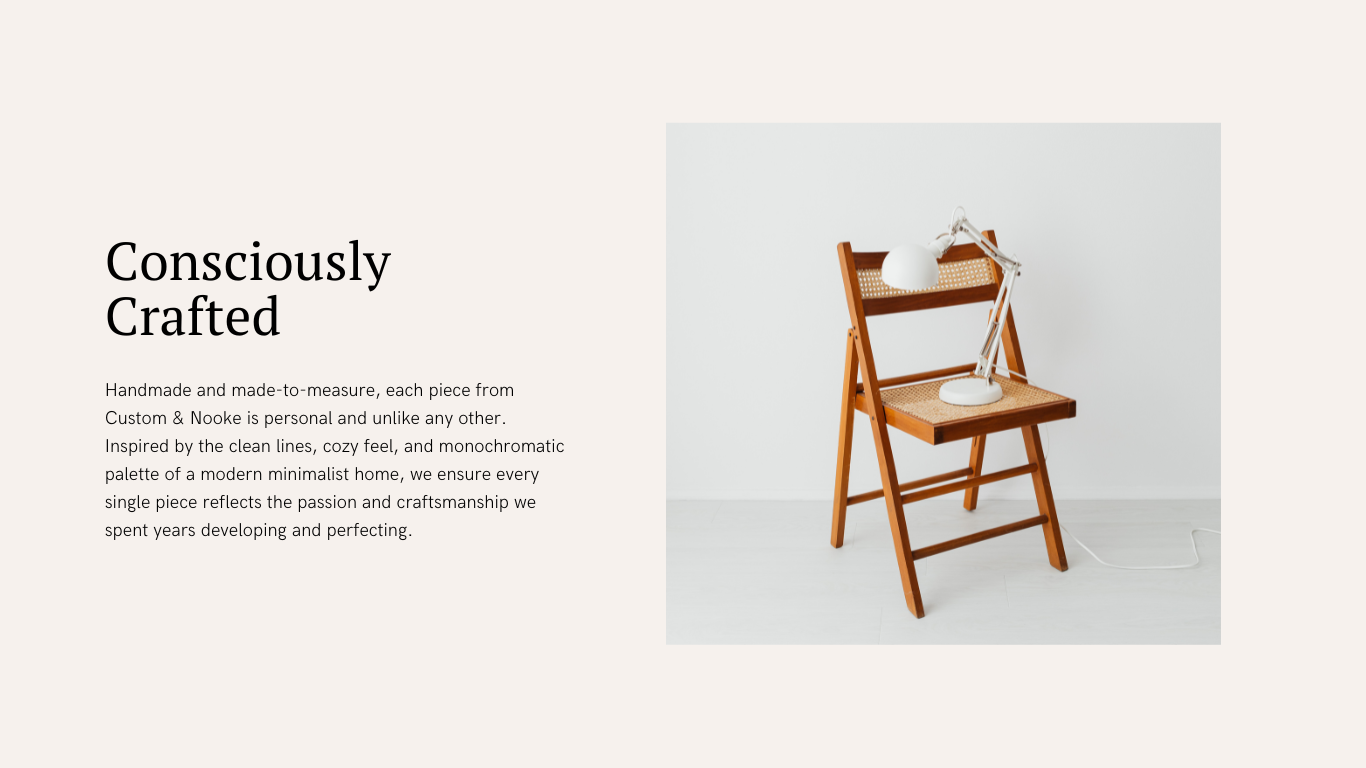 Consciously
Crafted
Handmade and made-to-measure, each piece from
Custom & Nooke is personal and unlike any other.
Inspired by the clean lines, cozy feel, and monochromatic
palette of a modern minimalist home, we ensure every
single piece reflects the passion and craftsmanship we
spent years developing and perfecting.